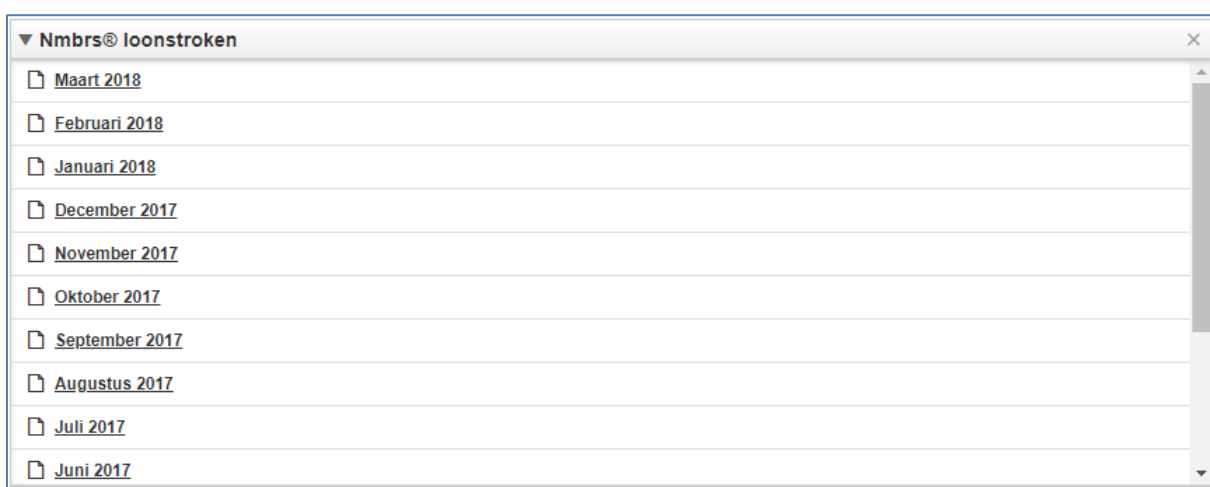 Nmbrs® loonstroken
Maart 2018
Februari 2018
Januari 2018
December 2017
November 2017
Oktober 2017
September 2017
Augustus 2017
Juli 2017
Juni 2017